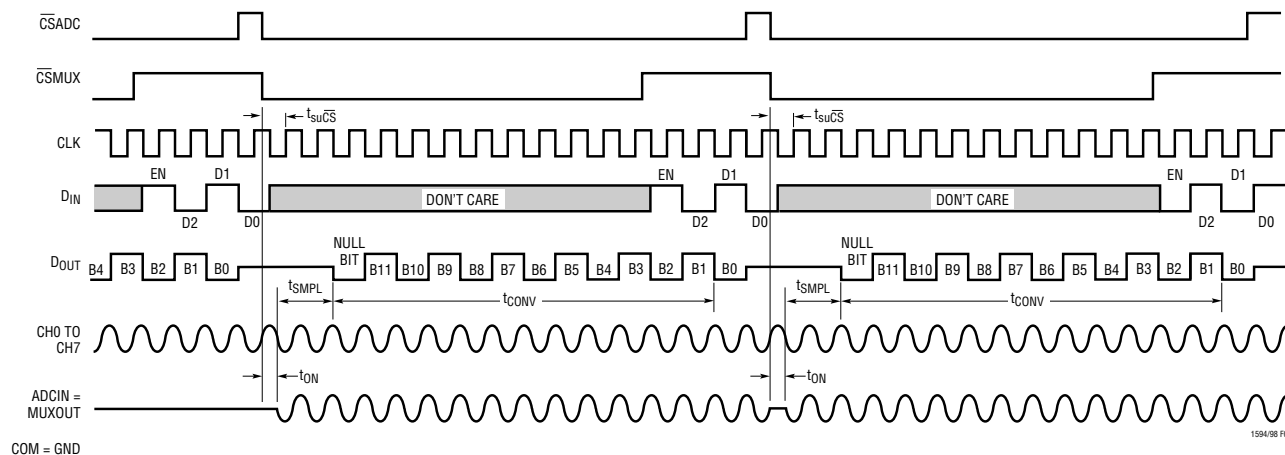 CSADC
CSMUX
tsuCS tsuCS
CLK
EN D1 EN D1 EN D1
DIN DON'T CARE DON'T CARE
D2 D0 D2 D0 D2 D0
NULL BIT NULL BIT
DOUT B4 B3 B2 B1 B0 B11 B10 B9 B8 B7 B6 B5 B4 B3 B2 B1 B0 B11 B10 B9 B8 B7 B6 B5 B4 B3 B2 B1 B0
tSMPL tCONV tSMPL tCONV
CH0 TO
CH7
tON tON
ADCIN =
MUXOUT
1594/98
COM = GND